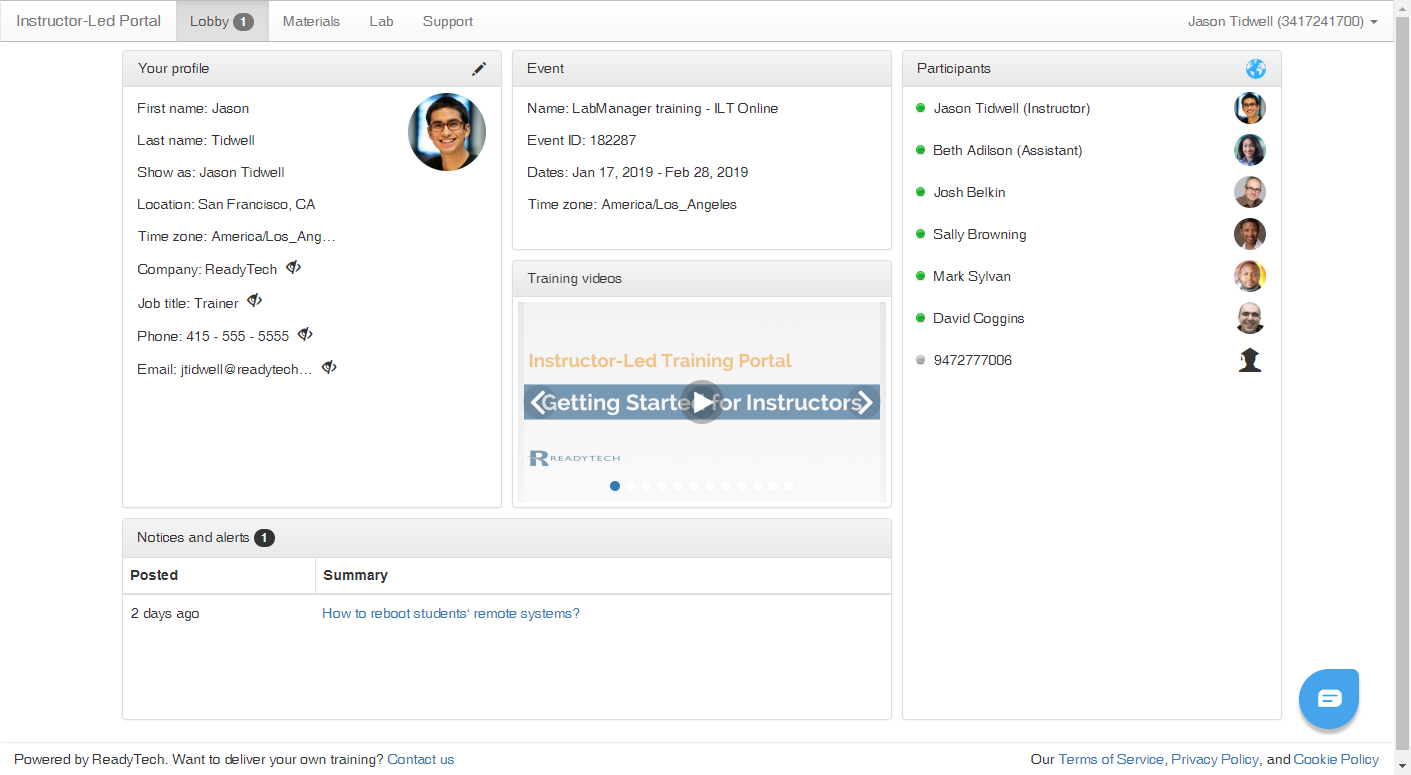 Instructor-Led Portal
Lobby 1
Materials
Lab
Support
Jason Tidwell (3417241700)
Your profile
First name: Jason
Last name: Tidwell
Show as: Jason Tidwell
Location: San Francisco, CA
Time zone: America/Los_Ang...
Company: ReadyTech
Job title: Trainer
Phone: 415 - 555 - 5555
Email: jtidwell@readytech...
Event
Name: LabManager training - ILT Online
Event ID: 182287
Dates: Jan 17, 2019 - Feb 28, 2019
Time zone: America/Los_Angeles
Training videos
Instructor-Led Training Portal
Getting Started for Instructors
READYTECH
Participants
Jason Tidwell (Instructor)
Beth Adilson (Assistant)
Josh Belkin
Sally Browning
Mark Sylvan
David Coggins
9472777006
Notices and alerts 1
Posted Summary
2 days ago How to reboot students' remote systems?
Powered by ReadyTech. Want to deliver your own training? Contact us
Our Terms of Service, Privacy Policy, and Cookie Policy